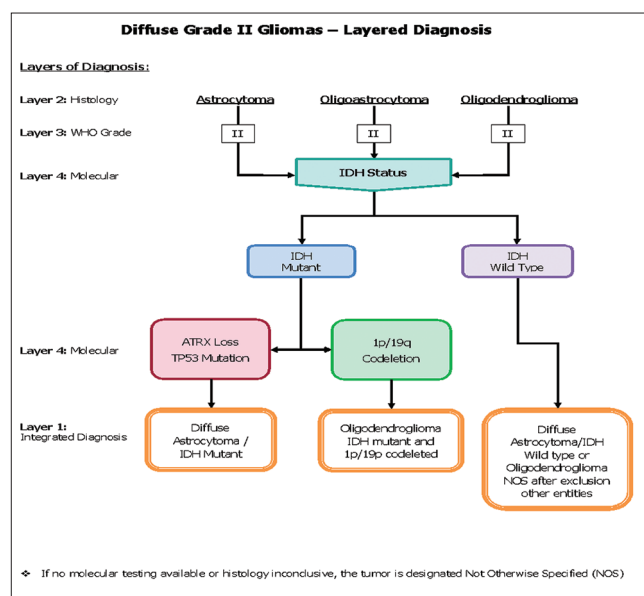 Diffuse Grade II Gliomas – Layered Diagnosis
Layers of Diagnosis:
Layer 2: Histology
Astrocytoma
Oligoastrocytoma
Oligodendroglioma
Layer 3: WHO Grade
II
II
II
Layer 4: Molecular
IDH Status
IDH
Mutant
IDH
Wild Type
Layer 4: Molecular
ATRX Loss
TP53 Mutation
1p/19q
Codeletion
Layer 1:
Integrated Diagnosis
Diffuse
Astrocytoma /
IDH Mutant
Oligodendroglioma
IDH mutant and
1p/19p codeleted
Diffuse
Astrocytoma/IDH
Wild type or
Oligodendroglioma
NOS after exclusion
other entities
❖ If no molecular testing available or histology inconclusive, the tumor is designated Not Otherwise Specified (NOS)